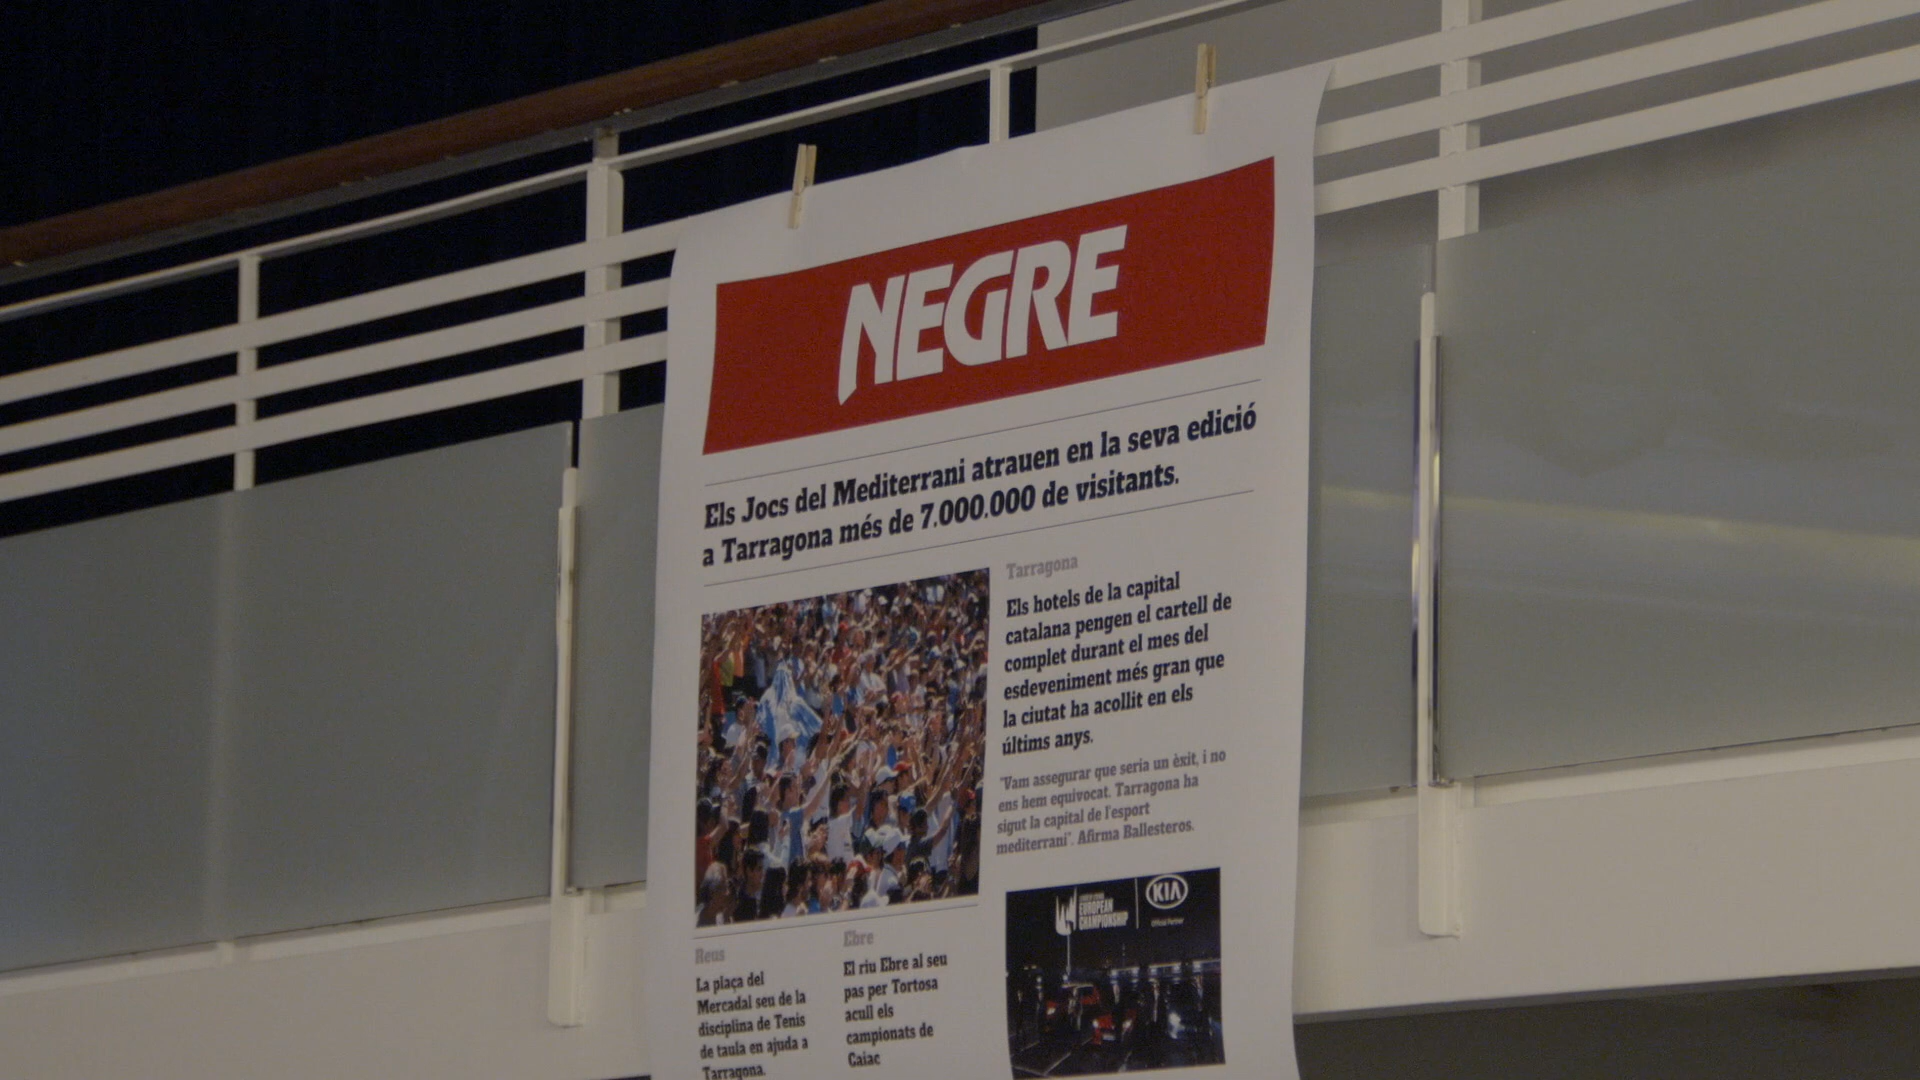 NEGRE
Els Jocs del Mediterrani atrauen en la seva edició
a Tarragona més de 7.000.000 de visitants.
Tarragona
Els hotels de la capital
catalana pengen el cartell de
complet durant el mes del
esdeveniment més gran que
la ciutat ha acollit en els
últims anys.
"Vam assegurar que seria un èxit, i no
ens hem equivocat. Tarragona ha
sigut la capital de l'esport
mediterrani". Afirma Ballesteros.
EUROPEAN
CHAMPIONSHIP
KIA
Official Partner
Reus
La plaça del
Mercadal seu de la
disciplina de Tenis
de taula en ajuda a
Tarragona.
Ebre
El riu Ebre al seu
pas per Tortosa
acull els
campionats de
Caiac